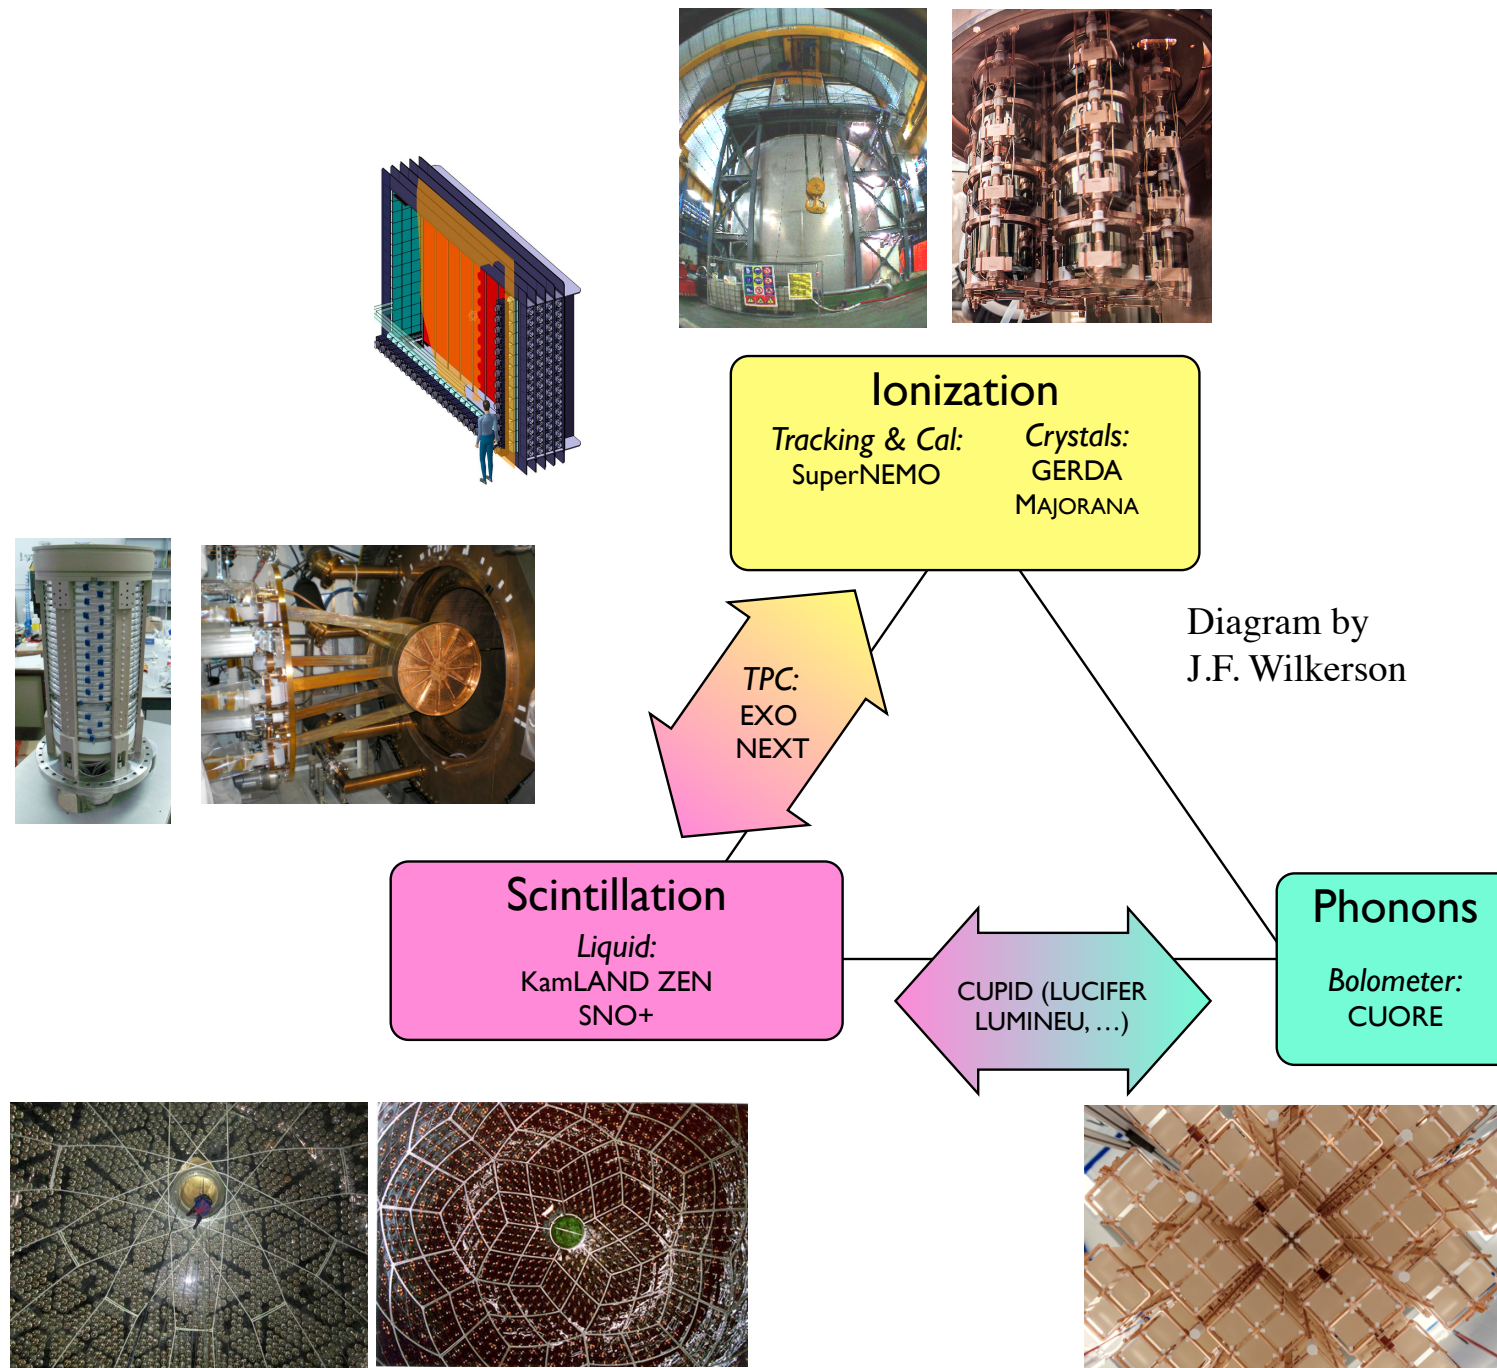 Ionization
Tracking & Cal:
SuperNEMO
Crystals:
GERDA
MAJORANA
Diagram by
J.F. Wilkerson
TPC:
EXO
NEXT
Scintillation
Liquid:
KamLAND ZEN
SNO+
CUPID (LUCIFER
LUMINEU, …)
Phonons
Bolometer:
CUORE